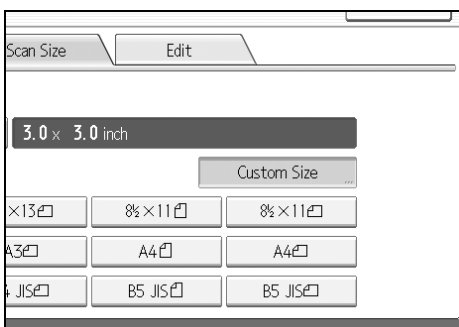 Scan Size Edit
3.0 x 3.0 inch
Custom Size
×13 8½×11 8½×11
A3 A4 A4
JIS B5 JIS B5 JIS